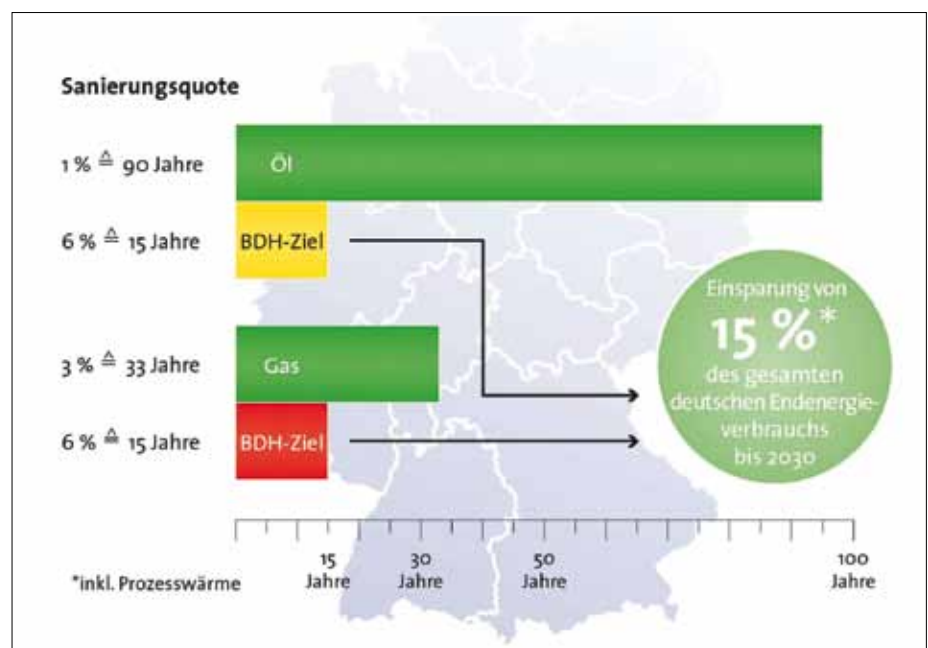 Sanierungsquote
1 % ≙ 90 Jahre
Öl
6 % ≙ 15 Jahre
BDH-Ziel
3 % ≙ 33 Jahre
Gas
6 % ≙ 15 Jahre
BDH-Ziel
Einsparung von
15 %*
des gesamten
deutschen Endenergie-
verbrauchs
bis 2030
15
Jahre
30
Jahre
50
Jahre
100
Jahre
*inkl. Prozesswärme